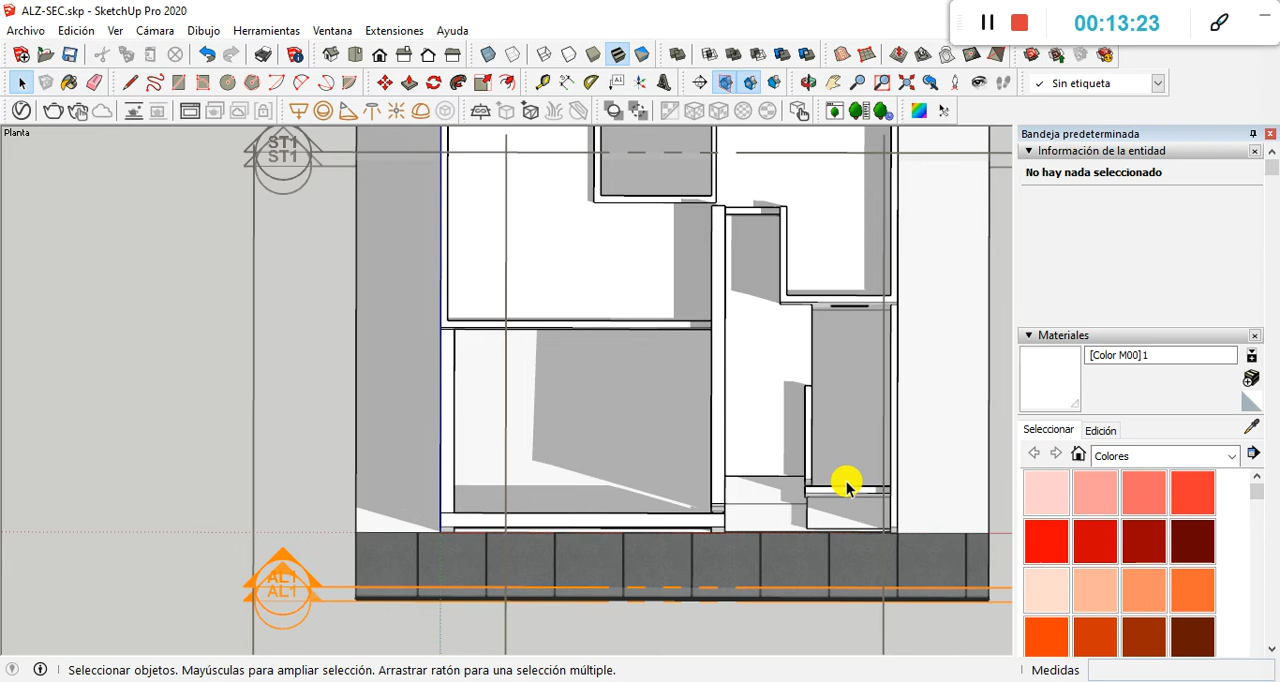 ALZ-SEC.skp - SketchUp Pro 2020
00:13:23
Archivo Edición Ver Cámara Dibujo Herramientas Ventana Extensiones Ayuda
Sin etiqueta
Planta
Bandeja predeterminada
Información de la entidad
No hay nada seleccionado
ST1
ST1
Materiales
[Color M00]1
Seleccionar Edición
Colores
AL1
AL1
Seleccionar objetos. Mayúsculas para ampliar selección. Arrastrar ratón para una selección múltiple.
Medidas